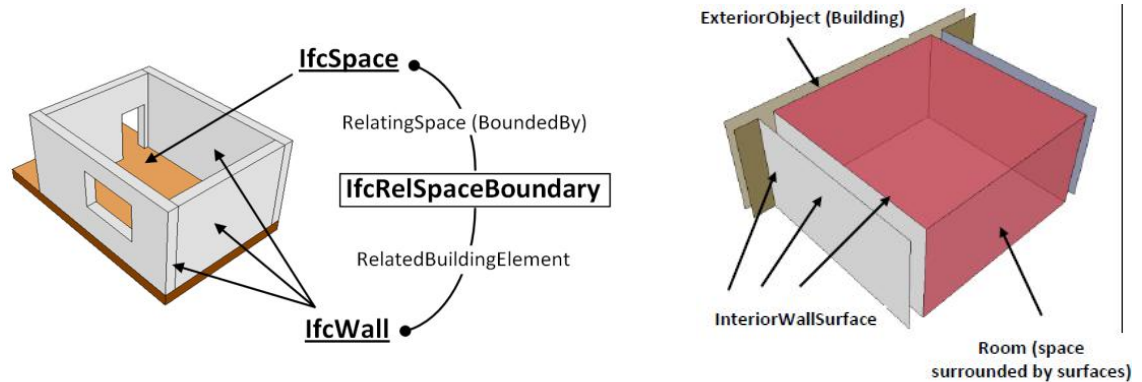 IfcSpace
RelatingSpace (BoundedBy)
IfcRelSpaceBoundary
RelatedBuildingElement
IfcWall
ExteriorObject (Building)
InteriorWallSurface
Room (space
surrounded by surfaces)